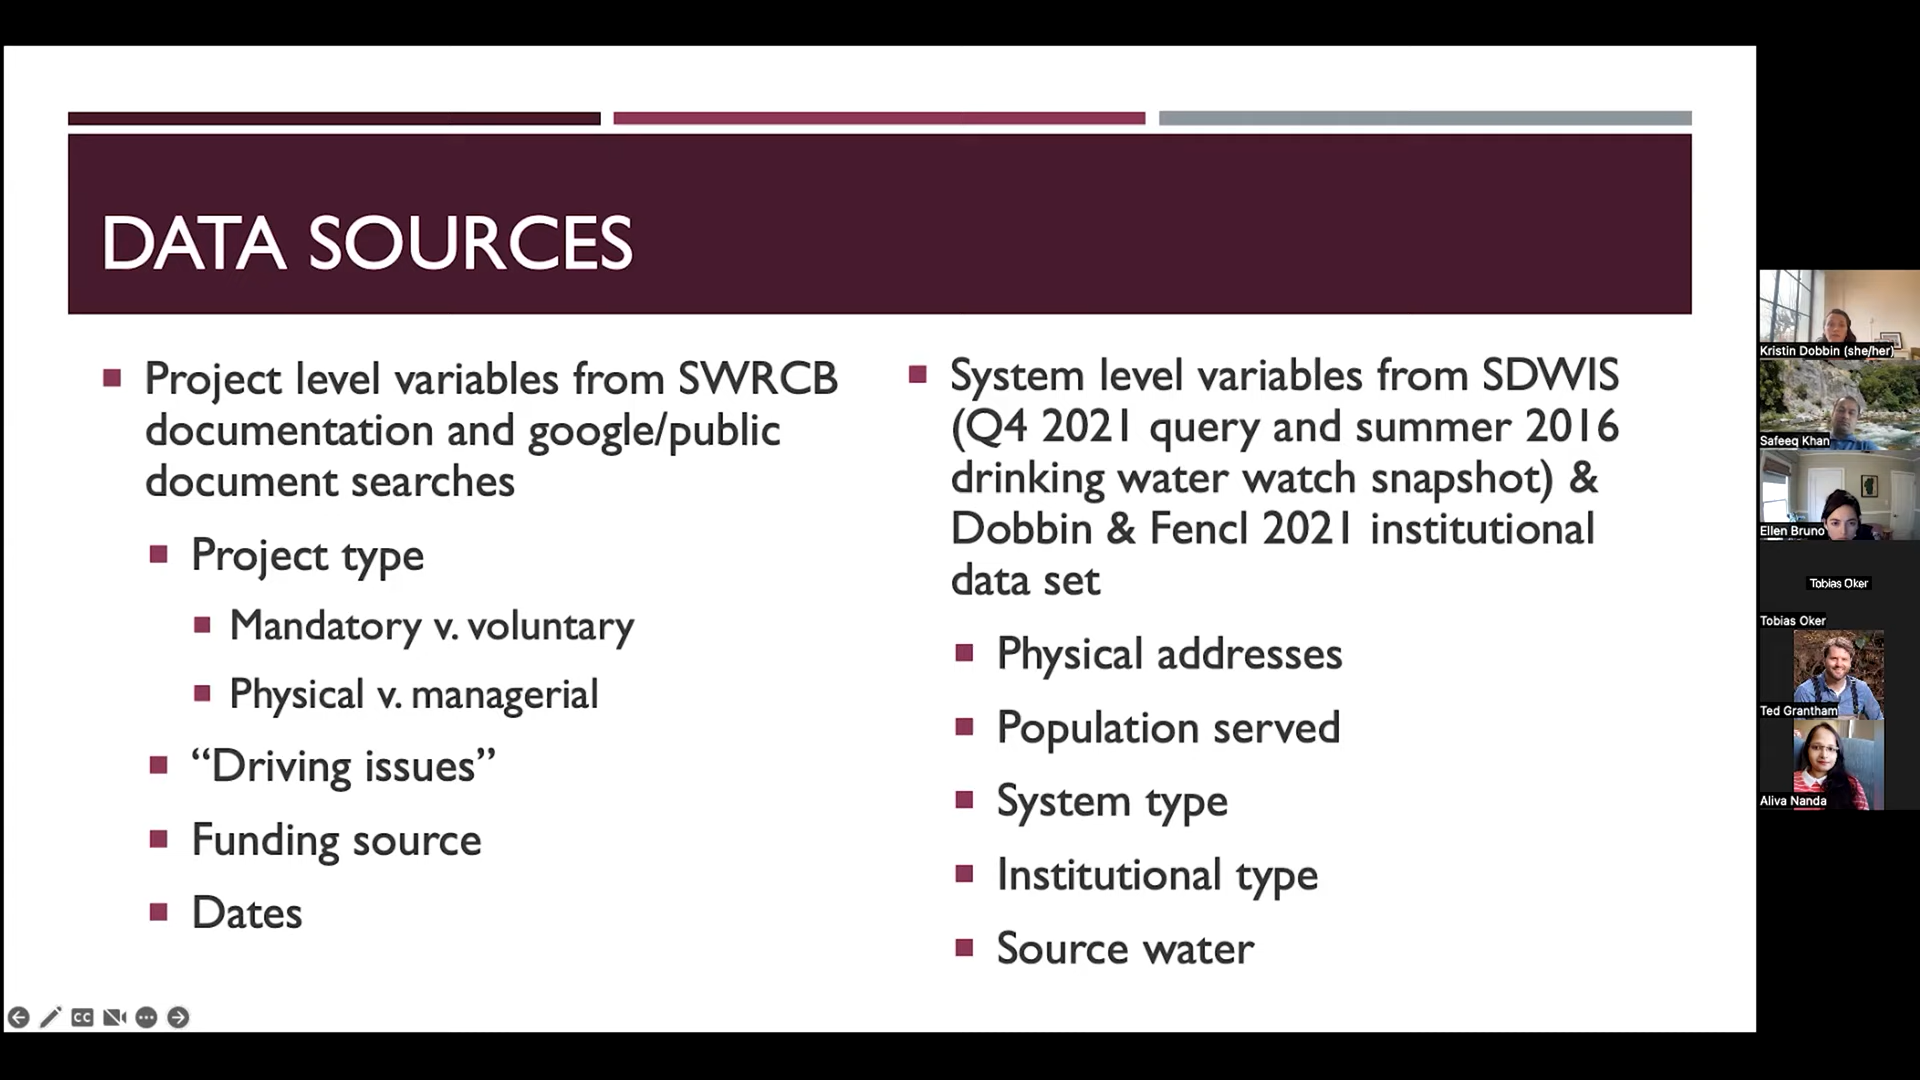 DATA SOURCES
Project level variables from SWRCB
documentation and google/public
document searches
Project type
Mandatory v. voluntary
Physical v. managerial
“Driving issues”
Funding source
Dates
System level variables from SDWIS
(Q4 2021 query and summer 2016
drinking water watch snapshot) &
Dobbin & Fencl 2021 institutional
data set
Physical addresses
Population served
System type
Institutional type
Source water
CC
Kristin Dobbin (she/her)
Safeeq Khan
Ellen Bruno
Tobias Oker
Tobias Oker
Ted Grantham
Aliva Nanda